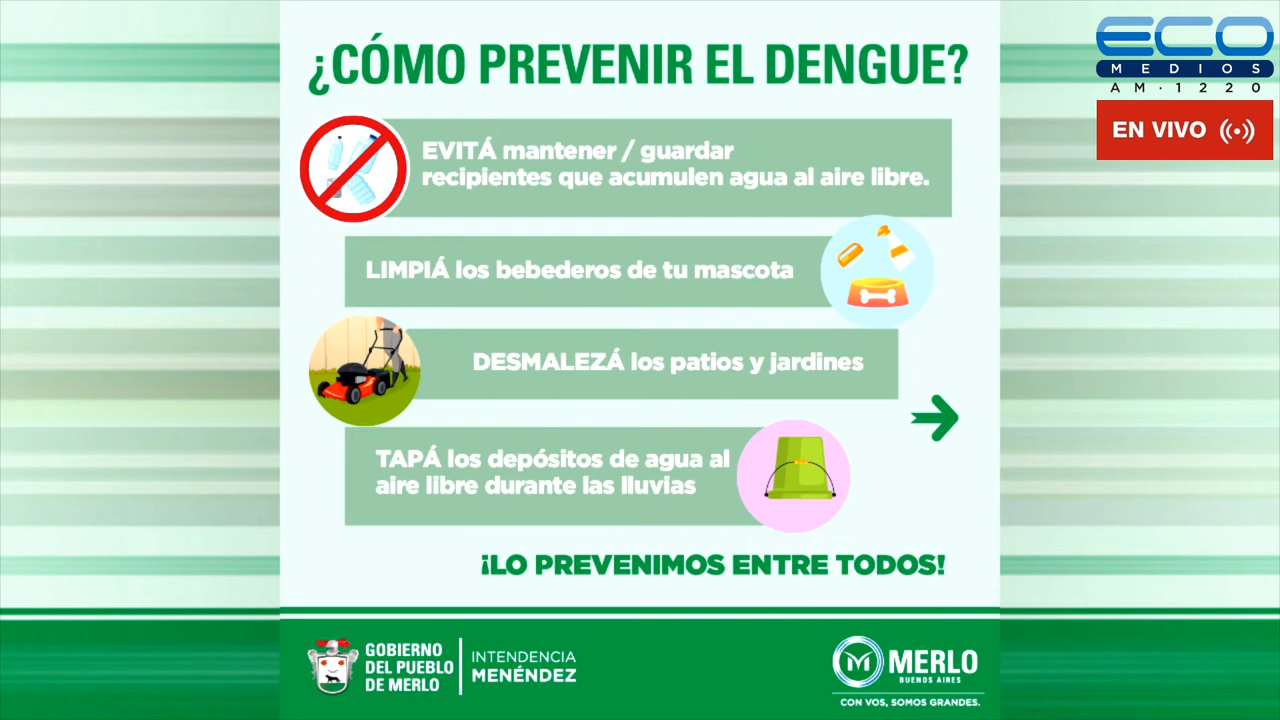 ¿CÓMO PREVENIR EL DENGUE?
ECO
MEDIOS
AM·1220
EN VIVO
EVITÁ mantener / guardar
recipientes que acumulen agua al aire libre.
LIMPIÁ los bebederos de tu mascota
DESMALEZÁ los patios y jardines
TAPÁ los depósitos de agua al
aire libre durante las lluvias
¡LO PREVENIMOS ENTRE TODOS!
GOBIERNO
DEL PUEBLO
DE MERLO
INTENDENCIA
MENÉNDEZ
MERLO
BUENOS AIRES
CON VOS, SOMOS GRANDES.